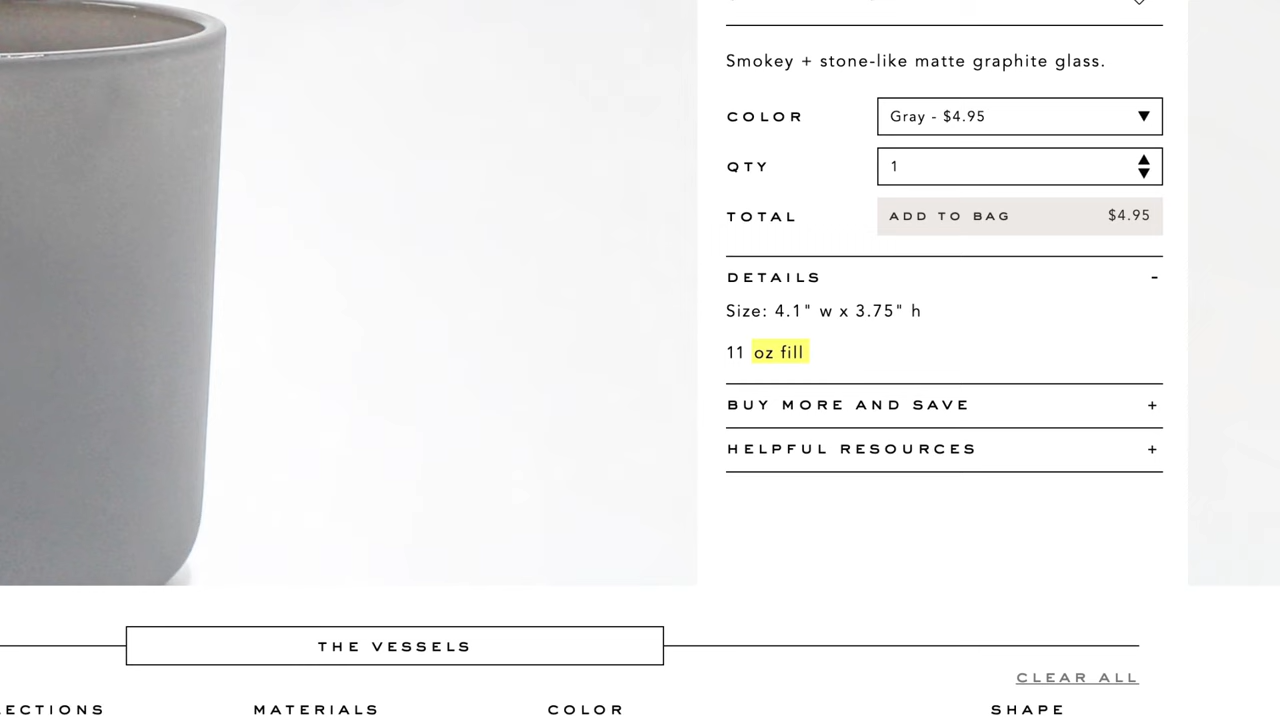 Smokey + stone-like matte graphite glass.
COLOR
Gray - $4.95
QTY
1
TOTAL
ADD TO BAG $4.95
DETAILS -
Size: 4.1" w x 3.75" h
11 oz fill
BUY MORE AND SAVE +
HELPFUL RESOURCES +
THE VESSELS
CLEAR ALL
LECTIONS MATERIALS COLOR SHAPE